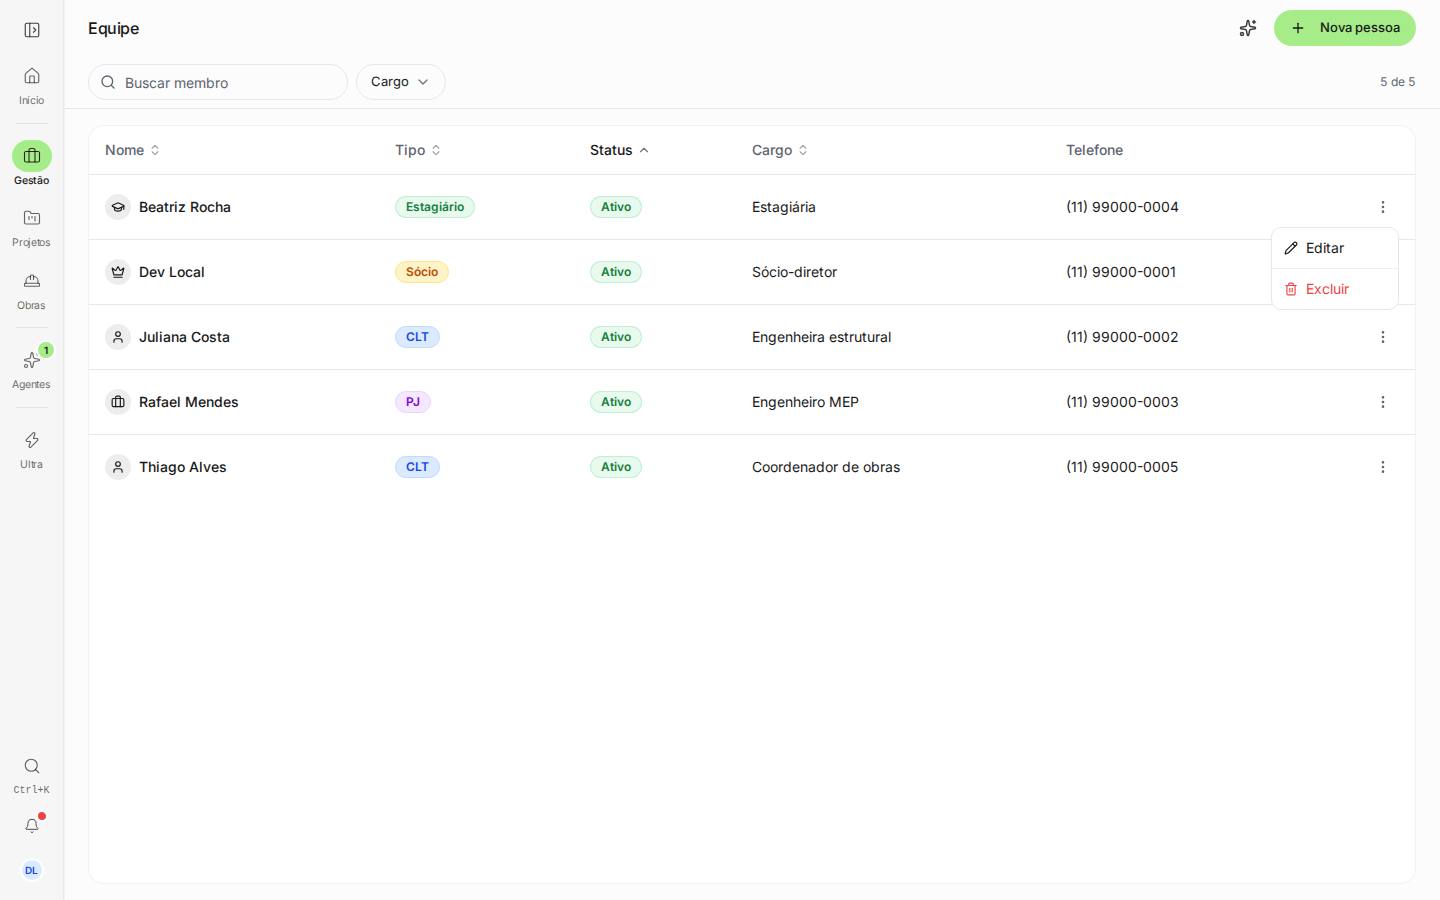 Equipe
Nova pessoa
Buscar membro
Cargo
5 de 5
Início
Gestão
Projetos
Obras
1
Agentes
Ultra
Ctrl+K
DL
Nome Tipo Status Cargo Telefone
Beatriz Rocha Estagiário Ativo Estagiária (11) 99000-0004
Editar
Dev Local Sócio Ativo Sócio-diretor (11) 99000-0001
Excluir
Juliana Costa CLT Ativo Engenheira estrutural (11) 99000-0002
Rafael Mendes PJ Ativo Engenheiro MEP (11) 99000-0003
Thiago Alves CLT Ativo Coordenador de obras (11) 99000-0005